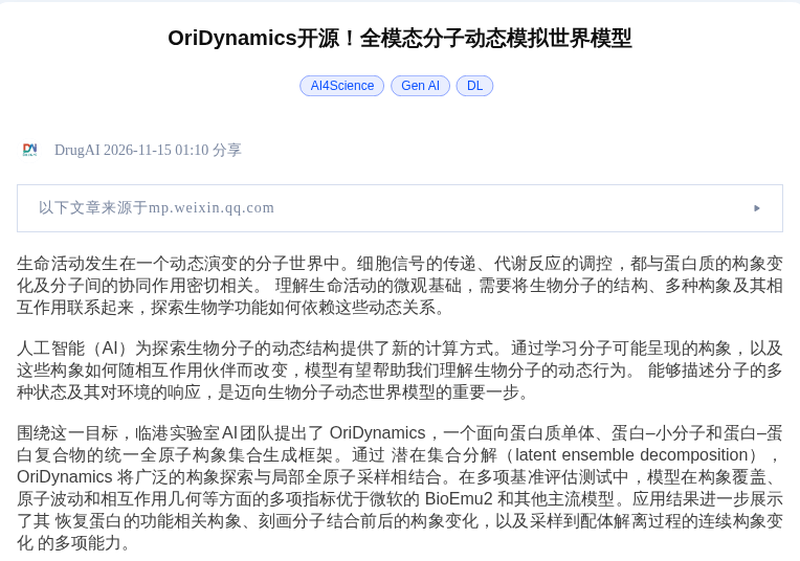 OriDynamics开源！全模态分子动态模拟世界模型
AI4Science Gen AI DL
DrugAI 2026-11-15 01:10 分享
以下文章来源于mp.weixin.qq.com
生命活动发生在一个动态演变的分子世界中。细胞信号的传递、代谢反应的调控，都与蛋白质的构象变
化及分子间的协同作用密切相关。 理解生命活动的微观基础，需要将生物分子的结构、多种构象及其相
互作用联系起来，探索生物学功能如何依赖这些动态关系。
人工智能（AI）为探索生物分子的动态结构提供了新的计算方式。通过学习分子可能呈现的构象，以及
这些构象如何随相互作用伙伴而改变，模型有望帮助我们理解生物分子的动态行为。 能够描述分子的多
种状态及其对环境的响应，是迈向生物分子动态世界模型的重要一步。
围绕这一目标，临港实验室AI团队提出了 OriDynamics，一个面向蛋白质单体、蛋白–小分子和蛋白–蛋
白复合物的统一全原子构象集合生成框架。通过 潜在集合分解（latent ensemble decomposition），
OriDynamics 将广泛的构象探索与局部全原子采样相结合。在多项基准评估测试中，模型在构象覆盖、
原子波动和相互作用几何等方面的多项指标优于微软的 BioEmu2 和其他主流模型。应用结果进一步展示
了其 恢复蛋白的功能相关构象、刻画分子结合前后的构象变化，以及采样到配体解离过程的连续构象变
化 的多项能力。